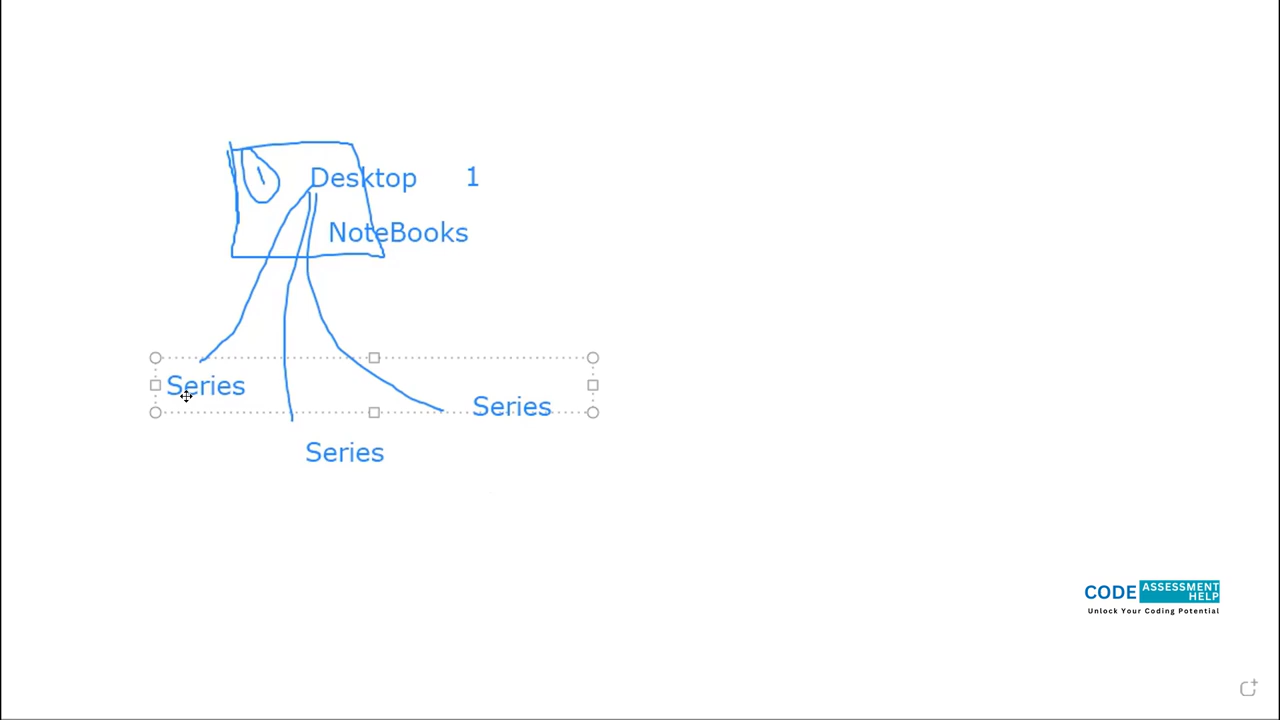 Desktop 1
NoteBooks
Series
Series
Series
CODE ASSESSMENT HELP
Unlock Your Coding Potential